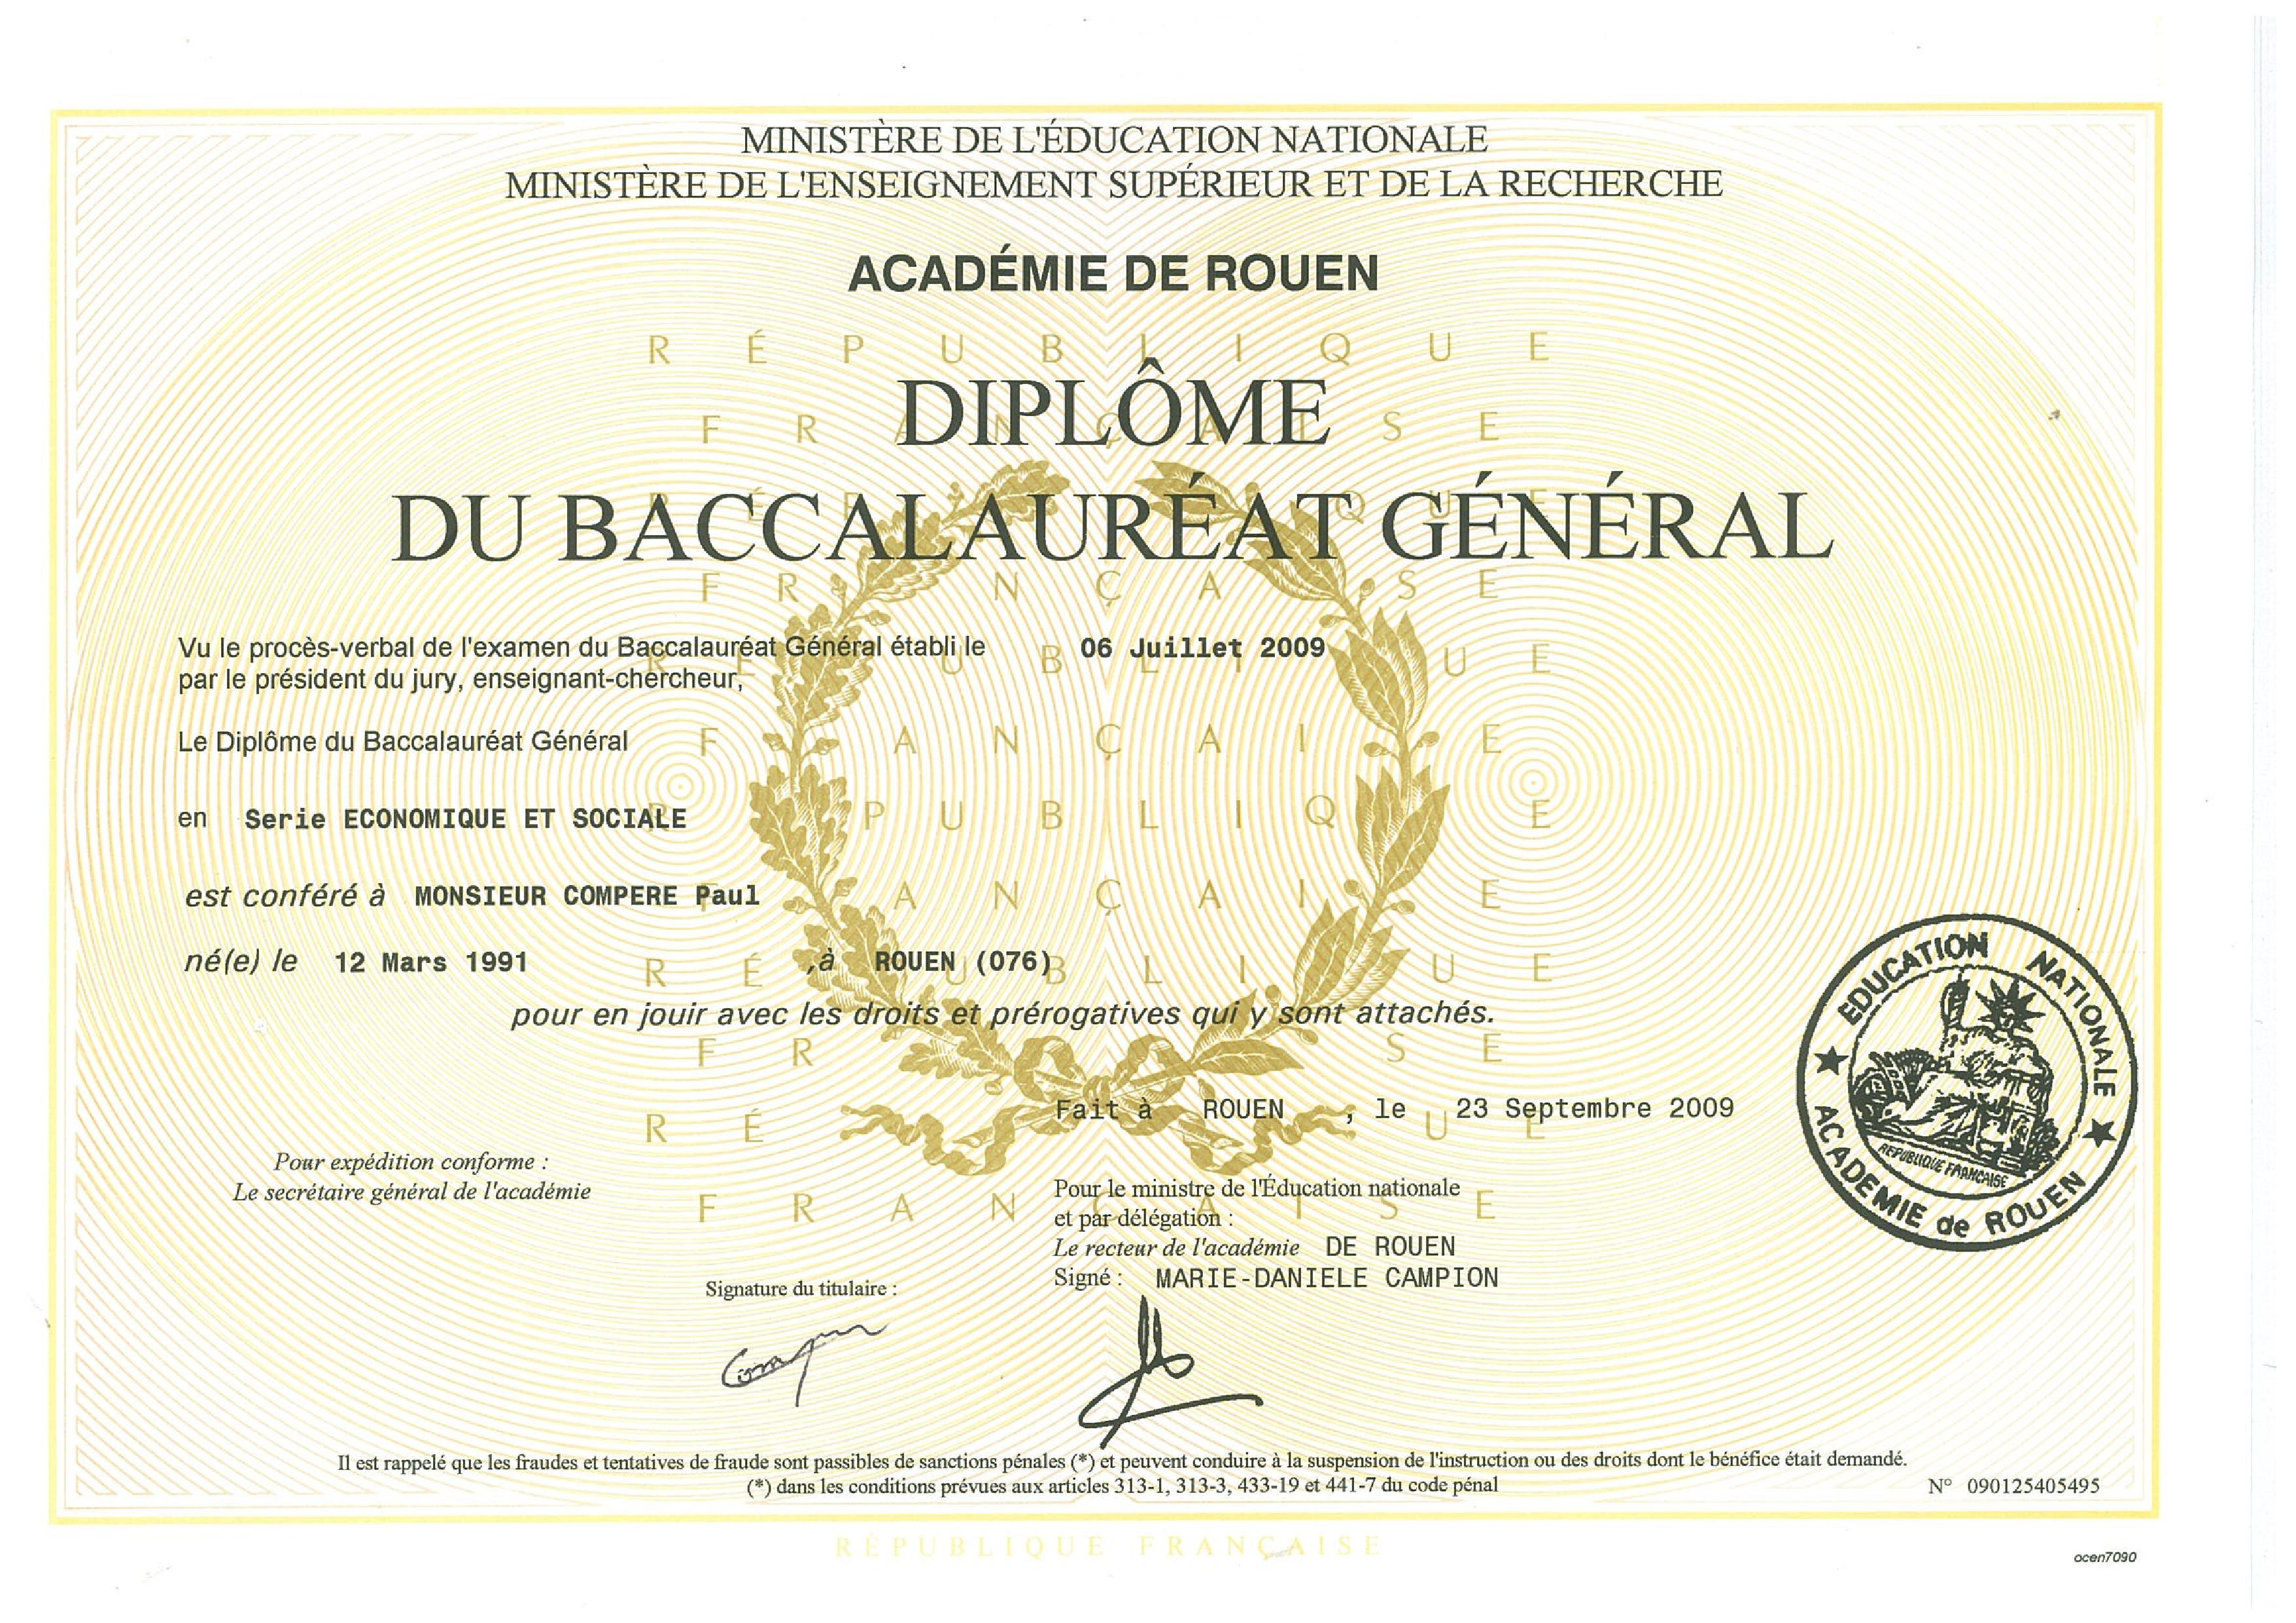 MINISTÈRE DE L'ÉDUCATION NATIONALE
MINISTÈRE DE L'ENSEIGNEMENT SUPÉRIEUR ET DE LA RECHERCHE
ACADÉMIE DE ROUEN
RÉPUBLIQUE
FRANÇAISE
DIPLÔME
DU BACCALAURÉAT GÉNÉRAL
Vu le procès-verbal de l'examen du Baccalauréat Général établi le 06 Juillet 2009
par le président du jury, enseignant-chercheur,
Le Diplôme du Baccalauréat Général
en Serie ECONOMIQUE ET SOCIALE
est conféré à MONSIEUR COMPERE Paul
né(e) le 12 Mars 1991 ,à ROUEN (076)
pour en jouir avec les droits et prérogatives qui y sont attachés.
Fait à ROUEN , le 23 Septembre 2009
EDUCATION NATIONALE
REPUBLIQUE FRANCAISE
ACADEMIE de ROUEN
Pour expédition conforme :
Le secrétaire général de l'académie
Pour le ministre de l'Éducation nationale
et par délégation :
Le recteur de l'académie DE ROUEN
Signé : MARIE-DANIELE CAMPION
Signature du titulaire :
Il est rappelé que les fraudes et tentatives de fraude sont passibles de sanctions pénales (*) et peuvent conduire à la suspension de l'instruction ou des droits dont le bénéfice était demandé.
(*) dans les conditions prévues aux articles 313-1, 313-3, 433-19 et 441-7 du code pénal
N° 090125405495
RÉPUBLIQUE FRANÇAISE
ocen7090